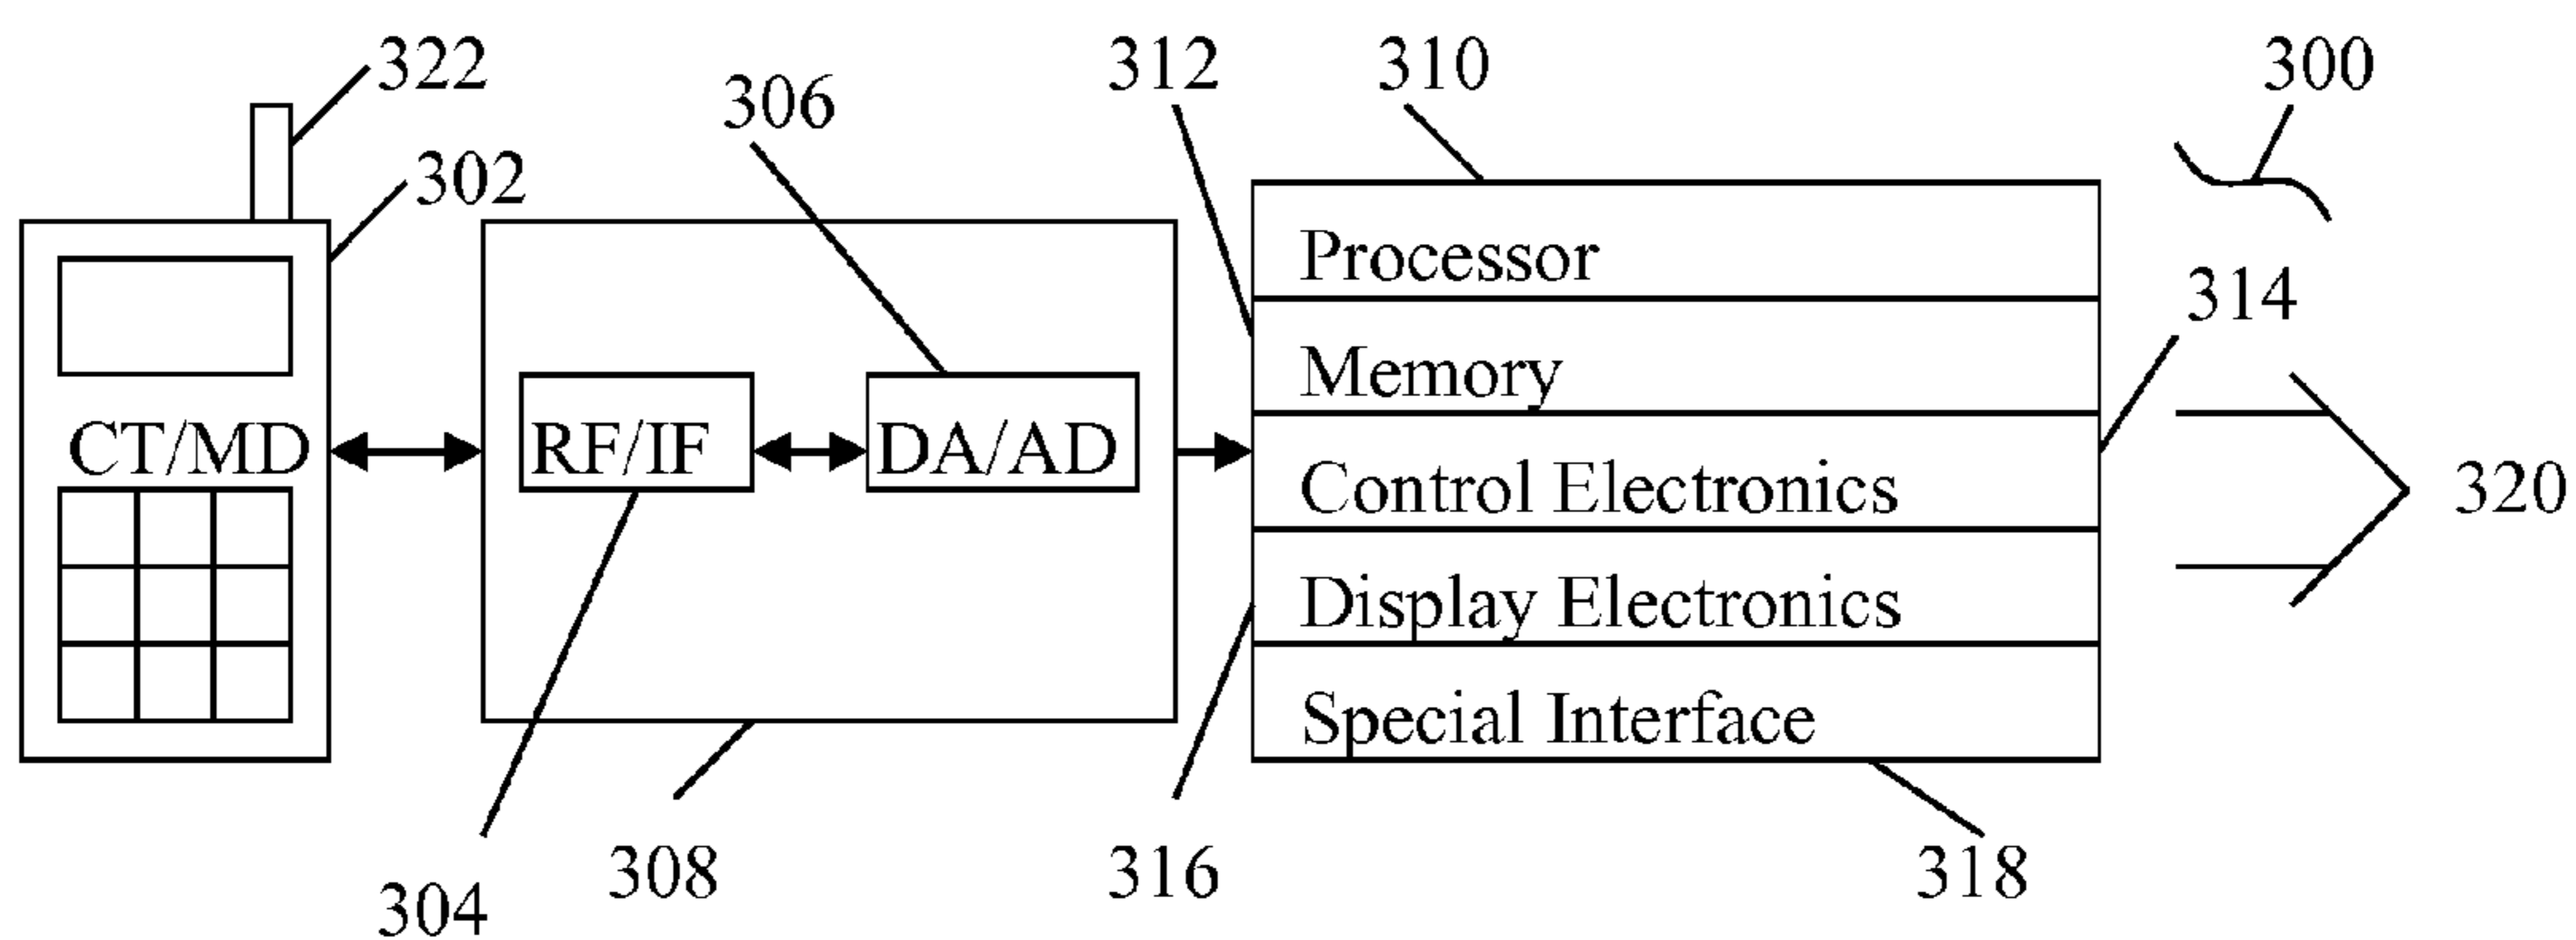 322
312
310
300
306
302
Processor
314
Memory
CT/MD
RF/IF
DA/AD
Control Electronics
320
Display Electronics
Special Interface
308
316
318
304